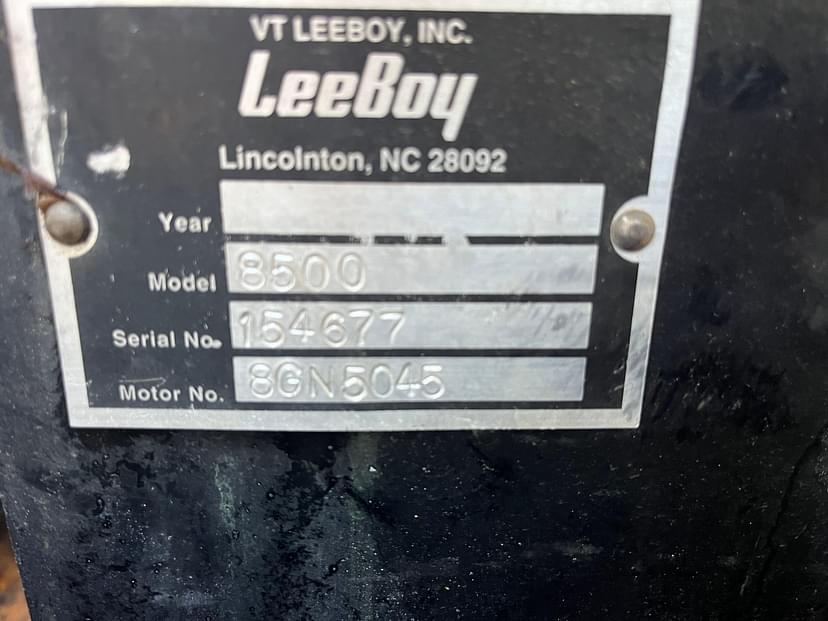 VT LEEBOY, INC.
LeeBoy
Lincolnton, NC 28092
Year
Model 8500
Serial No. 154677
Motor No. 8GN5045